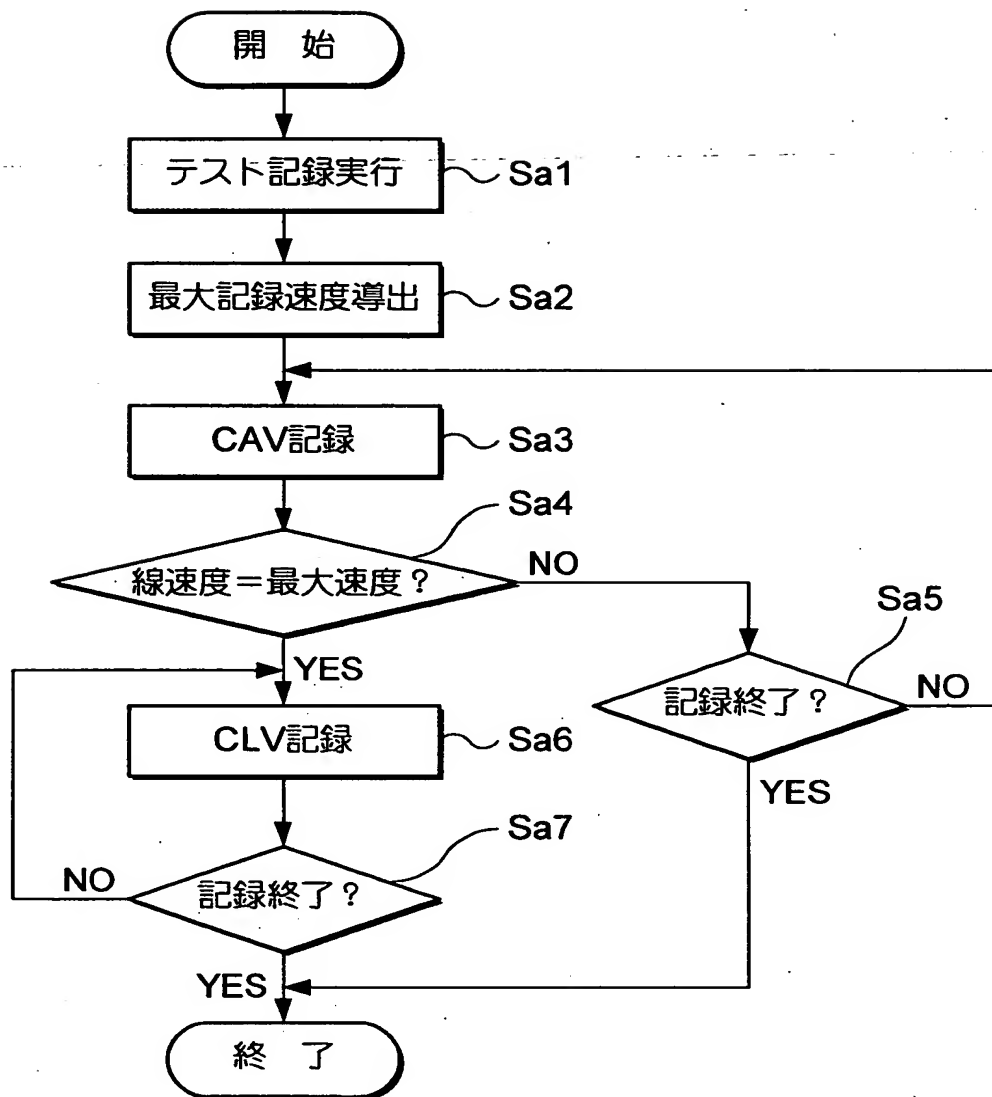 開 始
テスト記録実行
Sa1
最大記録速度導出
Sa2
CAV記録
Sa3
Sa4
線速度=最大速度?
NO
Sa5
YES
記録終了?
NO
CLV記録
Sa6
YES
Sa7
NO
記録終了?
YES
終 了